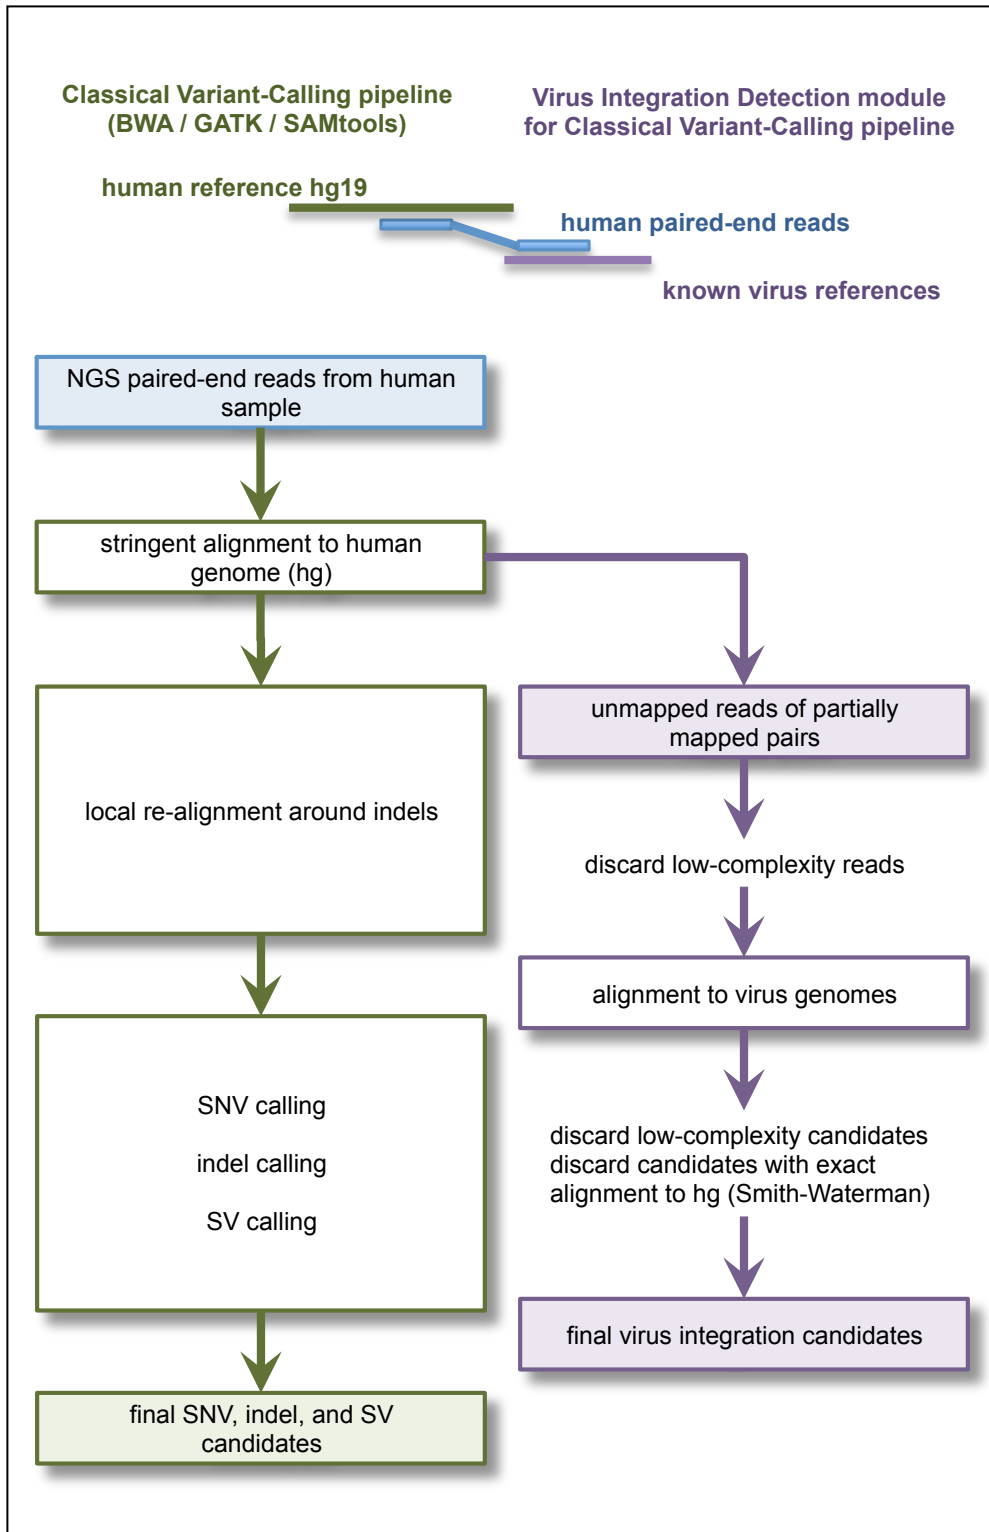 Classical Variant-Calling pipeline
(BWA / GATK / SAMtools)
Virus Integration Detection module
for Classical Variant-Calling pipeline
human reference hg19
human paired-end reads
known virus references
NGS paired-end reads from human
sample
stringent alignment to human
genome (hg)
local re-alignment around indels
SNV calling
indel calling
SV calling
final SNV, indel, and SV
candidates
unmapped reads of partially
mapped pairs
discard low-complexity reads
alignment to virus genomes
discard low-complexity candidates
discard candidates with exact
alignment to hg (Smith-Waterman)
final virus integration candidates